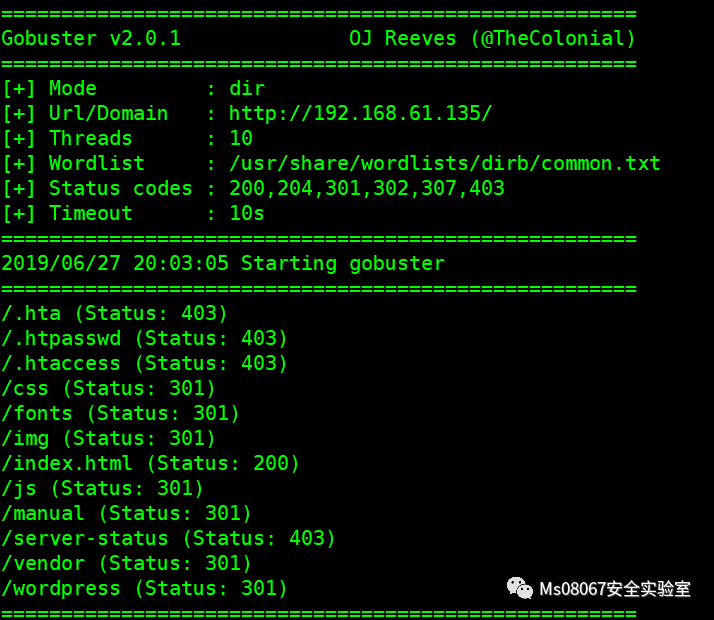 =====================================================
Gobuster v2.0.1              OJ Reeves (@TheColonial)
=====================================================
[+] Mode         : dir
[+] Url/Domain   : http://192.168.61.135/
[+] Threads      : 10
[+] Wordlist     : /usr/share/wordlists/dirb/common.txt
[+] Status codes : 200,204,301,302,307,403
[+] Timeout      : 10s
=====================================================
2019/06/27 20:03:05 Starting gobuster
=====================================================
/.hta (Status: 403)
/.htpasswd (Status: 403)
/.htaccess (Status: 403)
/css (Status: 301)
/fonts (Status: 301)
/img (Status: 301)
/index.html (Status: 200)
/js (Status: 301)
/manual (Status: 301)
/server-status (Status: 403)
/vendor (Status: 301)
/wordpress (Status: 301)
Ms08067安全实验室
=====================================================